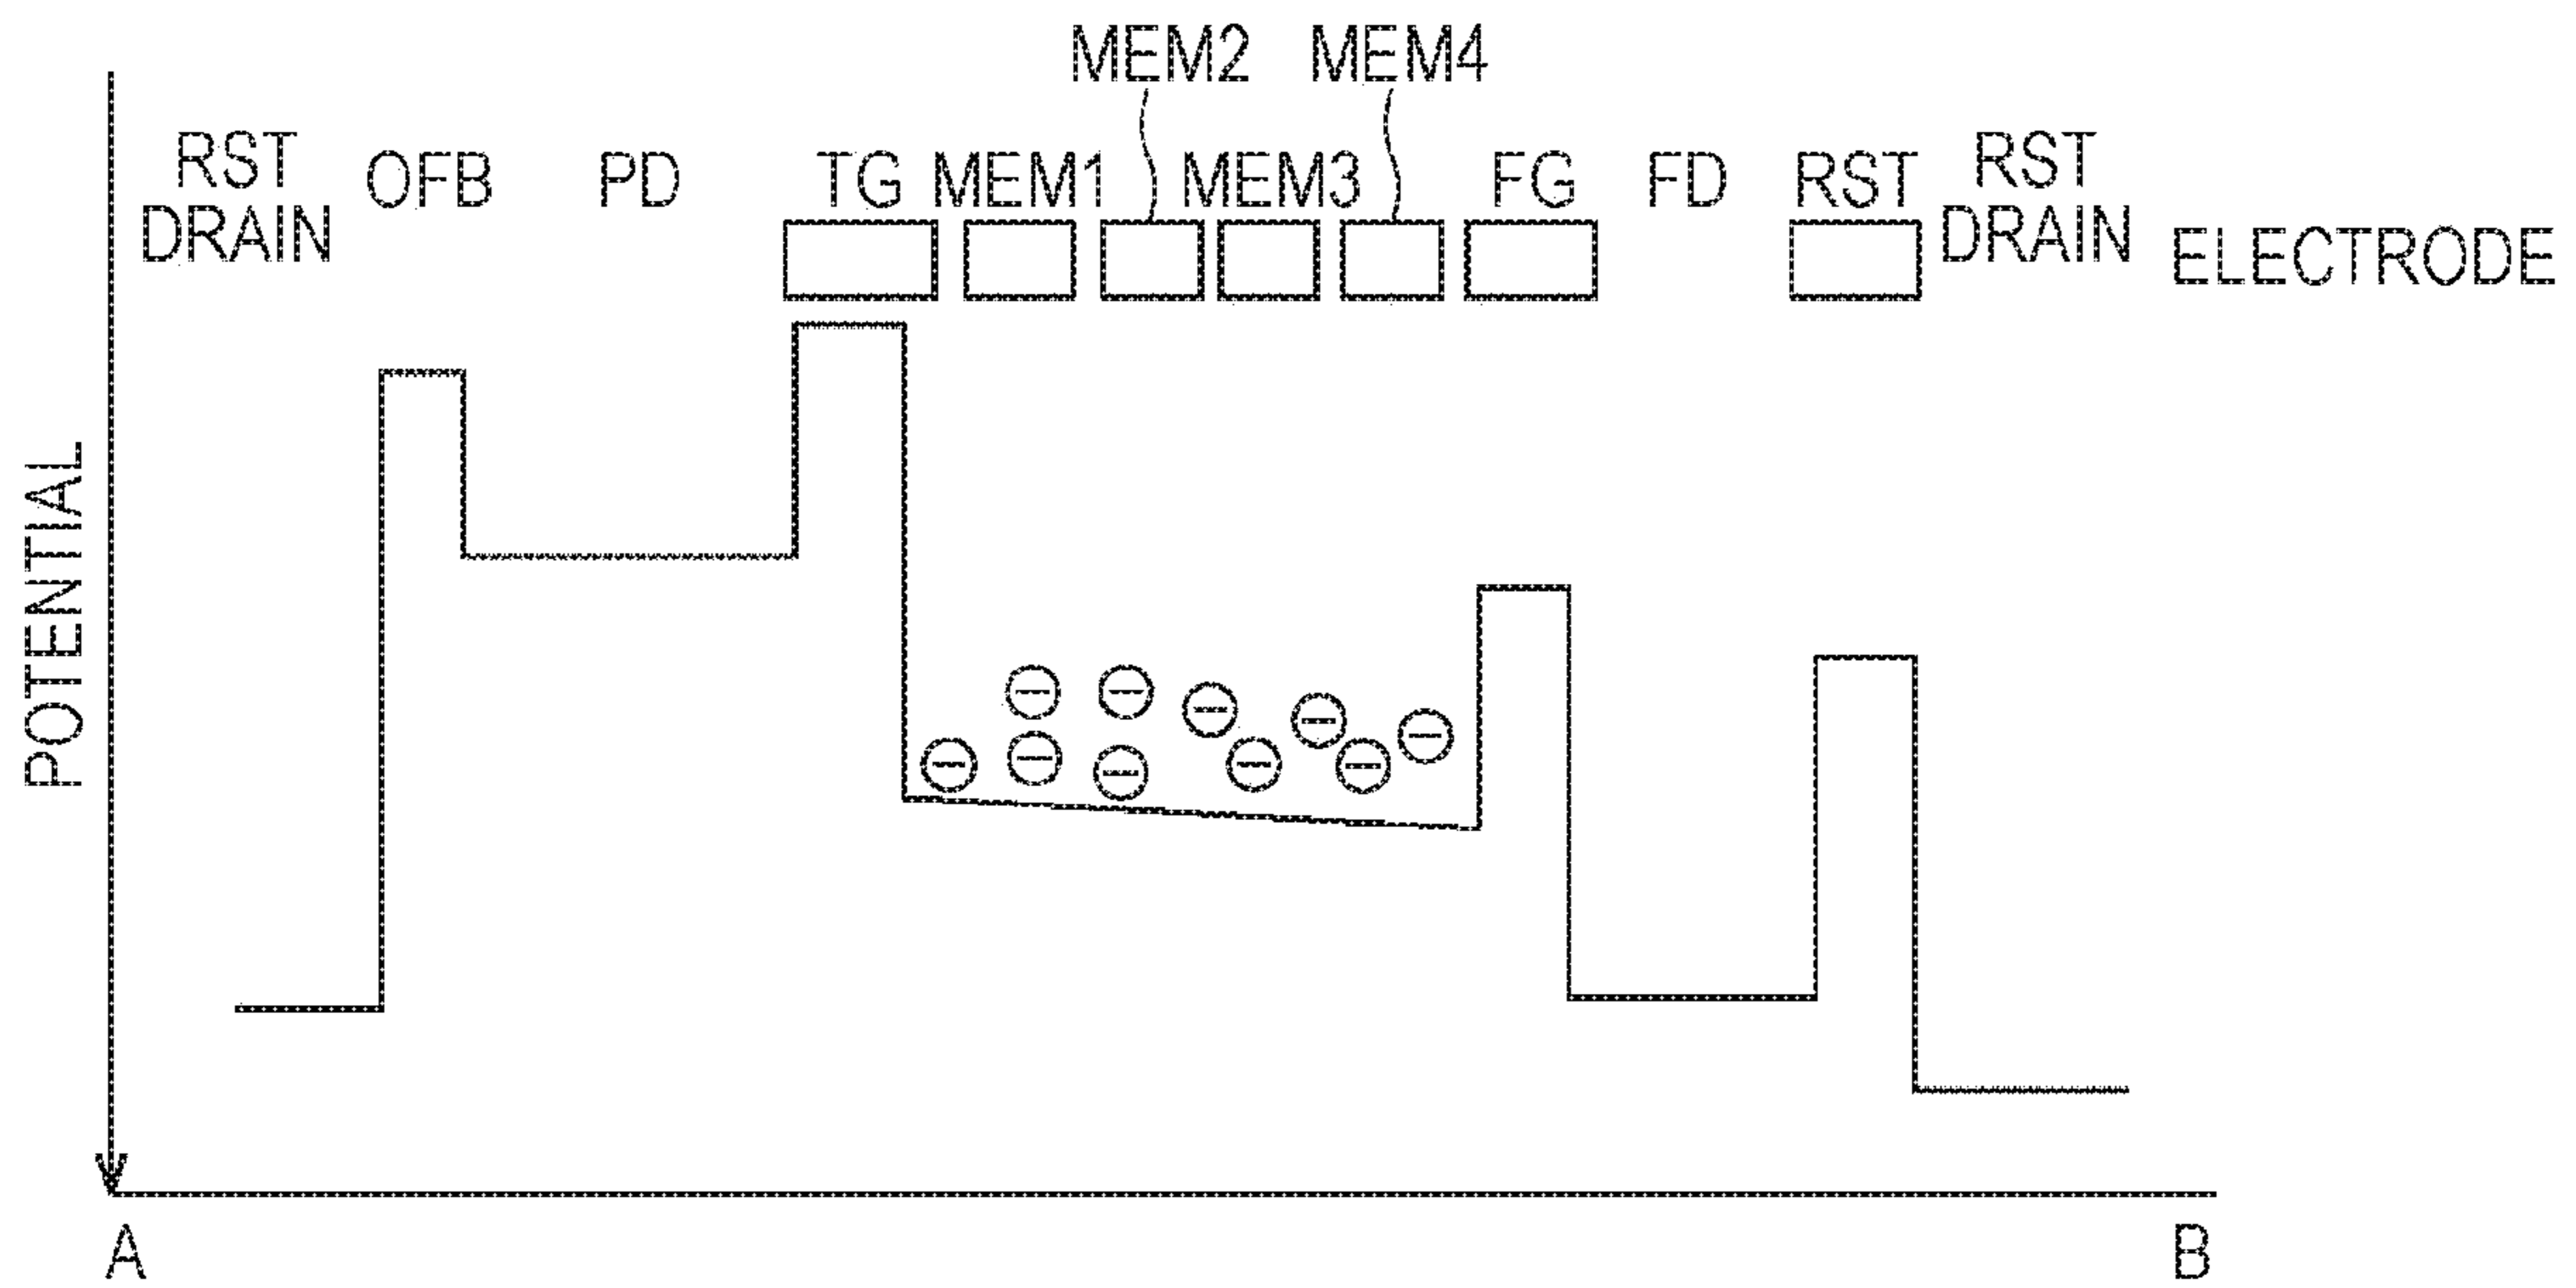 MEM2 MEM4
RST
DRAIN
OFB
PD
TG
MEM1
MEM3
FG
FD
RST
RST
DRAIN
ELECTRODE
POTENTIAL
A
B